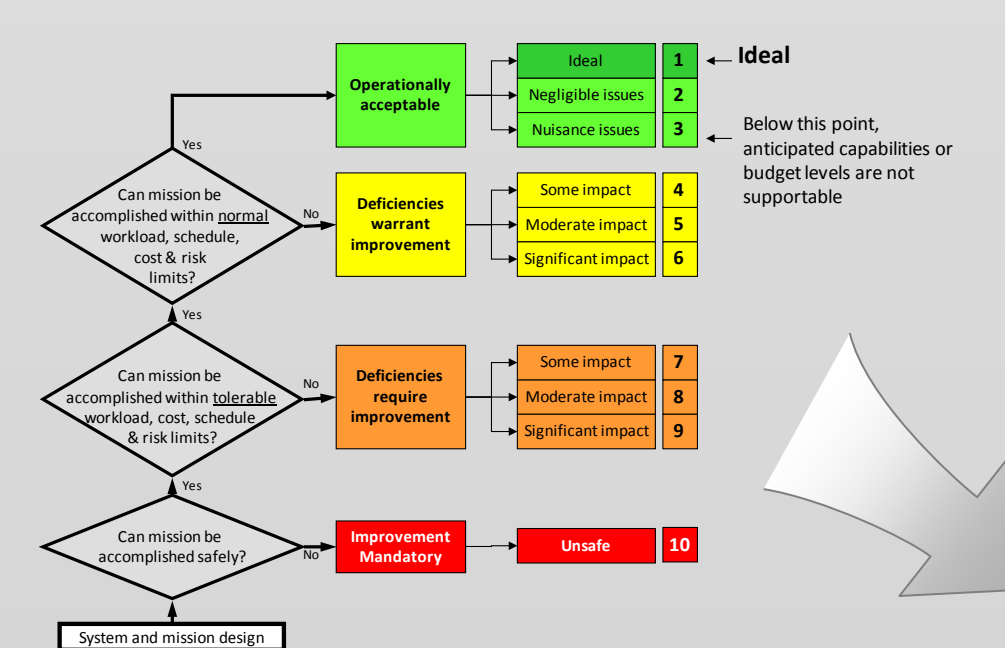 Operationally
acceptable
Ideal
1
Ideal
Negligible issues
2
Nuisance issues
3
Below this point,
anticipated capabilities or
budget levels are not
supportable
Yes
Can mission be
accomplished within normal
workload, schedule,
cost & risk
limits?
No
Deficiencies
warrant
improvement
Some impact
4
Moderate impact
5
Significant impact
6
Yes
Can mission be
accomplished within tolerable
workload, cost, schedule
& risk limits?
No
Deficiencies
require
improvement
Some impact
7
Moderate impact
8
Significant impact
9
Yes
Can mission be
accomplished safely?
No
Improvement
Mandatory
Unsafe
10
System and mission design